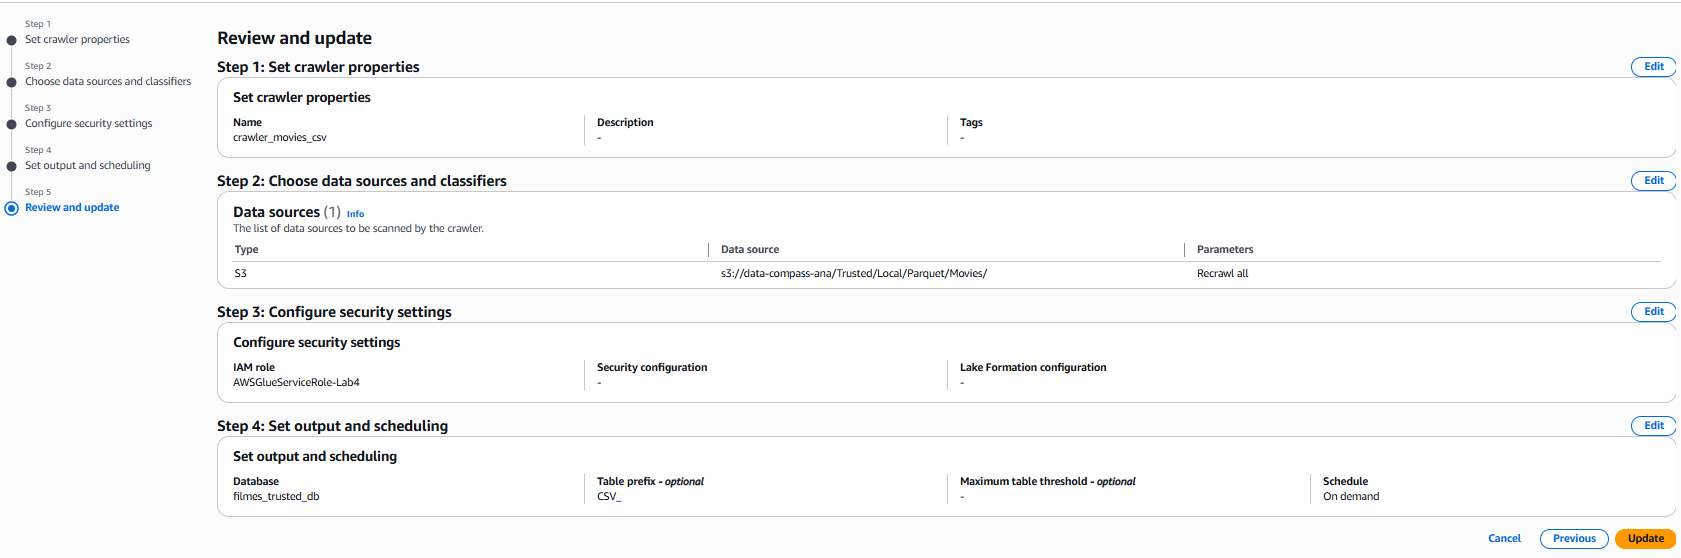 Step 1
Set crawler properties
Step 2
Choose data sources and classifiers
Step 3
Configure security settings
Step 4
Set output and scheduling
Step 5
Review and update
Review and update
Step 1: Set crawler properties
Edit
Set crawler properties
Name
Description
Tags
crawler_movies_csv
-
-
Step 2: Choose data sources and classifiers
Edit
Data sources (1) Info
The list of data sources to be scanned by the crawler.
Type
Data source
Parameters
S3
s3://data-compass-ana/Trusted/Local/Parquet/Movies/
Recrawl all
Step 3: Configure security settings
Edit
Configure security settings
IAM role
Security configuration
Lake Formation configuration
AWSGlueServiceRole-Lab4
-
-
Step 4: Set output and scheduling
Edit
Set output and scheduling
Database
Table prefix - optional
Maximum table threshold - optional
Schedule
filmes_trusted_db
CSV_
-
On demand
Cancel
Previous
Update